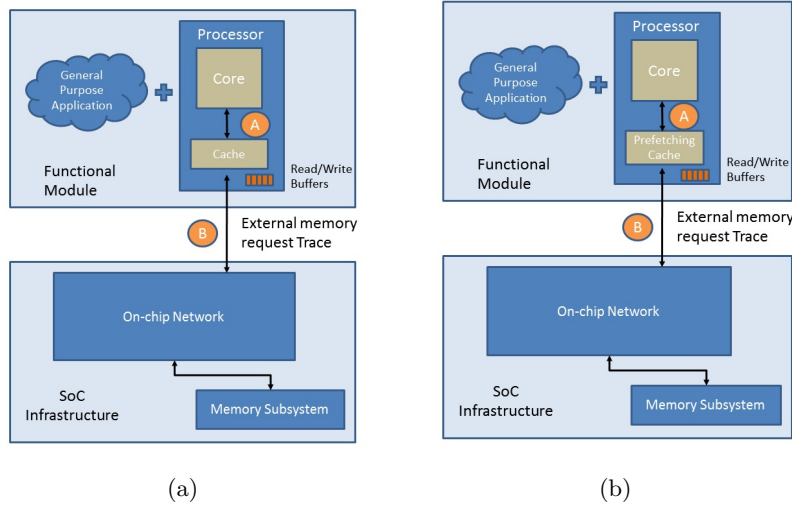 Processor
Core
General
Purpose
Application
A
Cache
Functional
Module
Read/Write
Buffers
B
External memory
request Trace
On-chip Network
SoC
Infrastructure
Memory Subsystem
(a)
Processor
Core
General
Purpose
Application
A
Prefetching
Cache
Functional
Module
Read/Write
Buffers
B
External memory
request Trace
On-chip Network
SoC
Infrastructure
Memory Subsystem
(b)